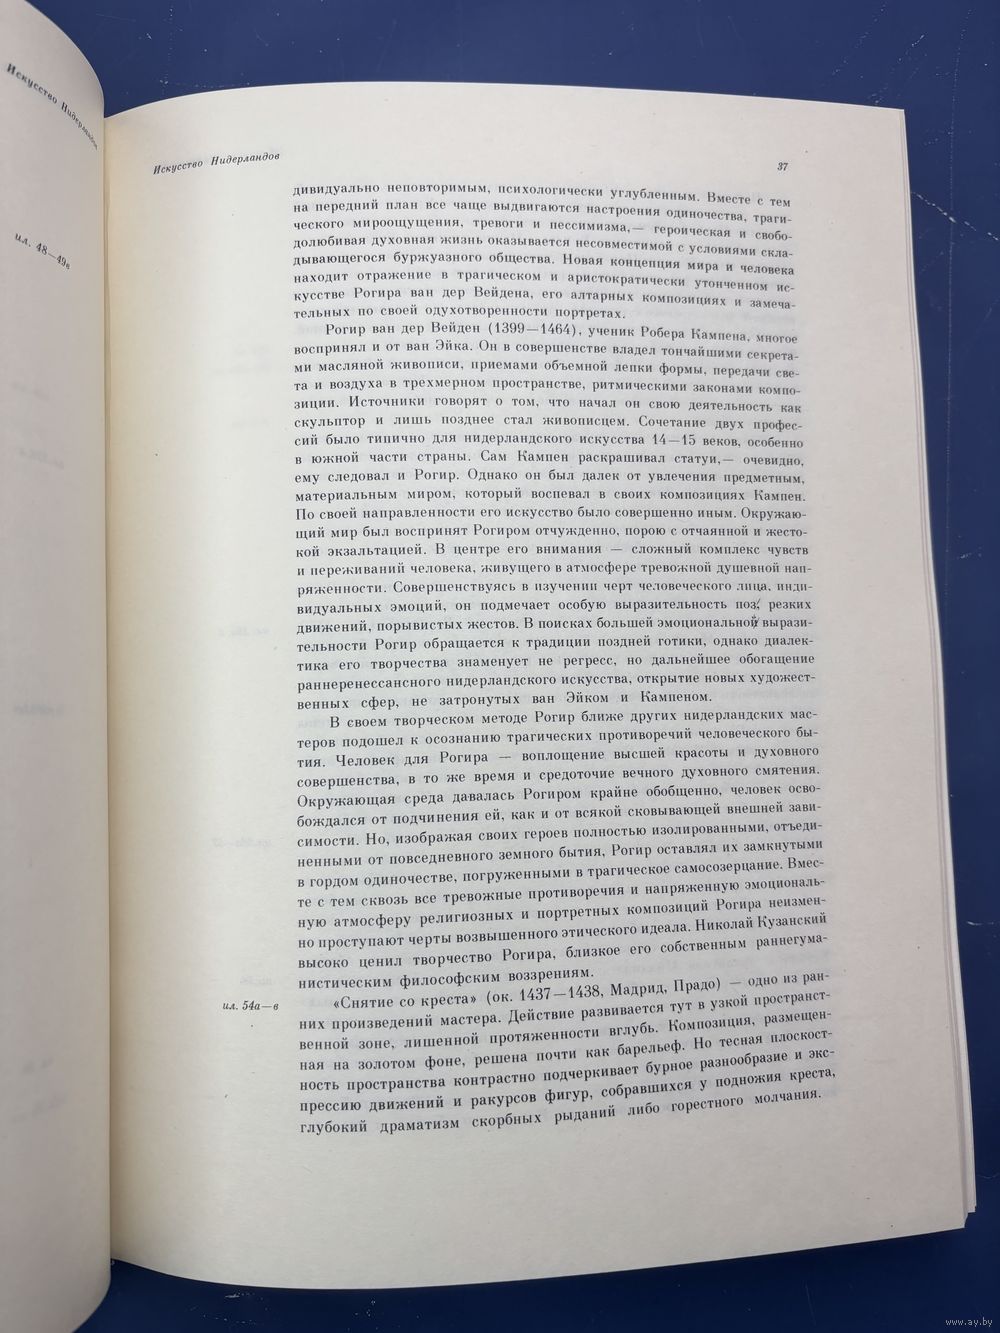 Искусство Нидерландов
ил. 48—49в
Искусство Нидерландов
37
дивидуально неповторимым, психологически углубленным. Вместе с тем
на передний план все чаще выдвигаются настроения одиночества, траги-
ческого мироощущения, тревоги и пессимизма,— героическая и свобо-
долюбивая духовная жизнь оказывается несовместимой с условиями скла-
дывающегося буржуазного общества. Новая концепция мира и человека
находит отражение в трагическом и аристократически утонченном ис-
кусстве Рогира ван дер Вейдена, его алтарных композициях и замеча-
тельных по своей одухотворенности портретах.
Рогир ван дер Вейден (1399—1464), ученик Робера Кампена, многое
воспринял и от ван Эйка. Он в совершенстве владел тончайшими секрета-
ми масляной живописи, приемами объемной лепки формы, передачи све-
та и воздуха в трехмерном пространстве, ритмическими законами компо-
зиции. Источники говорят о том, что начал он свою деятельность как
скульптор и лишь позднее стал живописцем. Сочетание двух профес-
сий было типично для нидерландского искусства 14—15 веков, особенно
в южной части страны. Сам Кампен раскрашивал статуи,— очевидно,
ему следовал и Рогир. Однако он был далек от увлечения предметным,
материальным миром, который воспевал в своих композициях Кампен.
По своей направленности его искусство было совершенно иным. Окружаю-
щий мир был воспринят Рогиром отчужденно, порою с отчаянной и жесто-
кой экзальтацией. В центре его внимания — сложный комплекс чувств
и переживаний человека, живущего в атмосфере тревожной душевной нап-
ряженности. Совершенствуясь в изучении черт человеческого лица, инди-
видуальных эмоций, он подмечает особую выразительность поз, резких
движений, порывистых жестов. В поисках большей эмоциональной вырази-
тельности Рогир обращается к традиции поздней готики, однако диалек-
тика его творчества знаменует не регресс, но дальнейшее обогащение
раннеренессансного нидерландского искусства, открытие новых художест-
венных сфер, не затронутых ван Эйком и Кампеном.
В своем творческом методе Рогир ближе других нидерландских мас-
теров подошел к осознанию трагических противоречий человеческого бы-
тия. Человек для Рогира — воплощение высшей красоты и духовного
совершенства, в то же время и средоточие вечного духовного смятения.
Окружающая среда давалась Рогиром крайне обобщенно, человек осво-
бождался от подчинения ей, как и от всякой сковывающей внешней зави-
симости. Но, изображая своих героев полностью изолированными, отъеди-
ненными от повседневного земного бытия, Рогир оставлял их замкнутыми
в гордом одиночестве, погруженными в трагическое самосозерцание. Вмес-
те с тем сквозь все тревожные противоречия и напряженную эмоциональ-
ную атмосферу религиозных и портретных композиций Рогира неизмен-
но проступают черты возвышенного этического идеала. Николай Кузанский
высоко ценил творчество Рогира, близкое его собственным раннегума-
нистическим философским воззрениям.
ил. 54а—в
«Снятие со креста» (ок. 1437—1438, Мадрид, Прадо) — одно из ран-
них произведений мастера. Действие развивается тут в узкой пространст-
венной зоне, лишенной протяженности вглубь. Композиция, размещен-
ная на золотом фоне, решена почти как барельеф. Но тесная плоскост-
ность пространства контрастно подчеркивает бурное разнообразие и экс-
прессию движений и ракурсов фигур, собравшихся у подножия креста,
глубокий драматизм скорбных рыданий либо горестного молчания.
www.ay.by